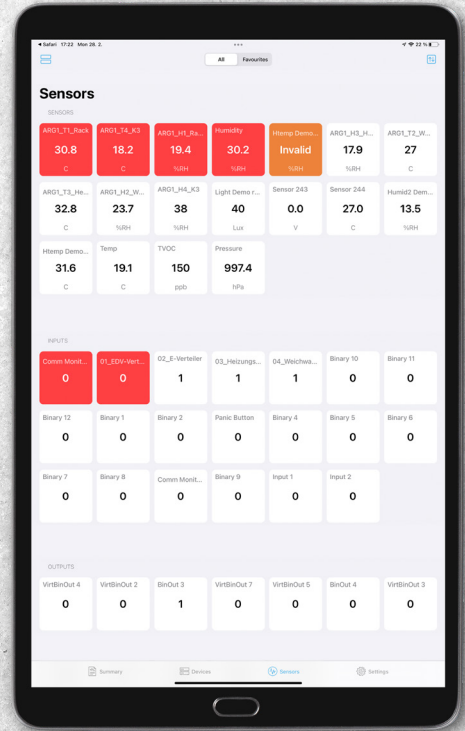 Safari 17:22 Mon 28. 2.
22 %
All Favourites
Sensors
SENSORS
ARG1_T1_Rack ARG1_T4_K3 ARG1_H1_Ra... Humidity Htemp Demo... ARG1_H3_H... ARG1_T2_W...
30.8 18.2 19.4 30.2 Invalid 17.9 27
C C %RH %RH %RH %RH C
ARG1_T3_He... ARG1_H2_W... ARG1_H4_K3 Light Demo r... Sensor 243 Sensor 244 Humid2 Dem...
32.8 23.7 38 40 0.0 27.0 13.5
C %RH %RH Lux V C %RH
Htemp Demo... Temp TVOC Pressure
31.6 19.1 150 997.4
C C ppb hPa
INPUTS
Comm Monit... 01_EDV-Vert... 02_E-Verteiler 03_Heizungs... 04_Weichwa... Binary 10 Binary 11
0 0 1 1 1 0 0
Binary 12 Binary 1 Binary 2 Panic Button Binary 4 Binary 5 Binary 6
0 0 0 0 0 0 0
Binary 7 Binary 8 Comm Monit... Binary 9 Input 1 Input 2
0 0 0 0 0 0
OUTPUTS
VirtBinOut 4 VirtBinOut 2 BinOut 3 VirtBinOut 7 VirtBinOut 5 BinOut 4 VirtBinOut 3
0 0 1 0 0 0 0
Summary Devices Sensors Settings